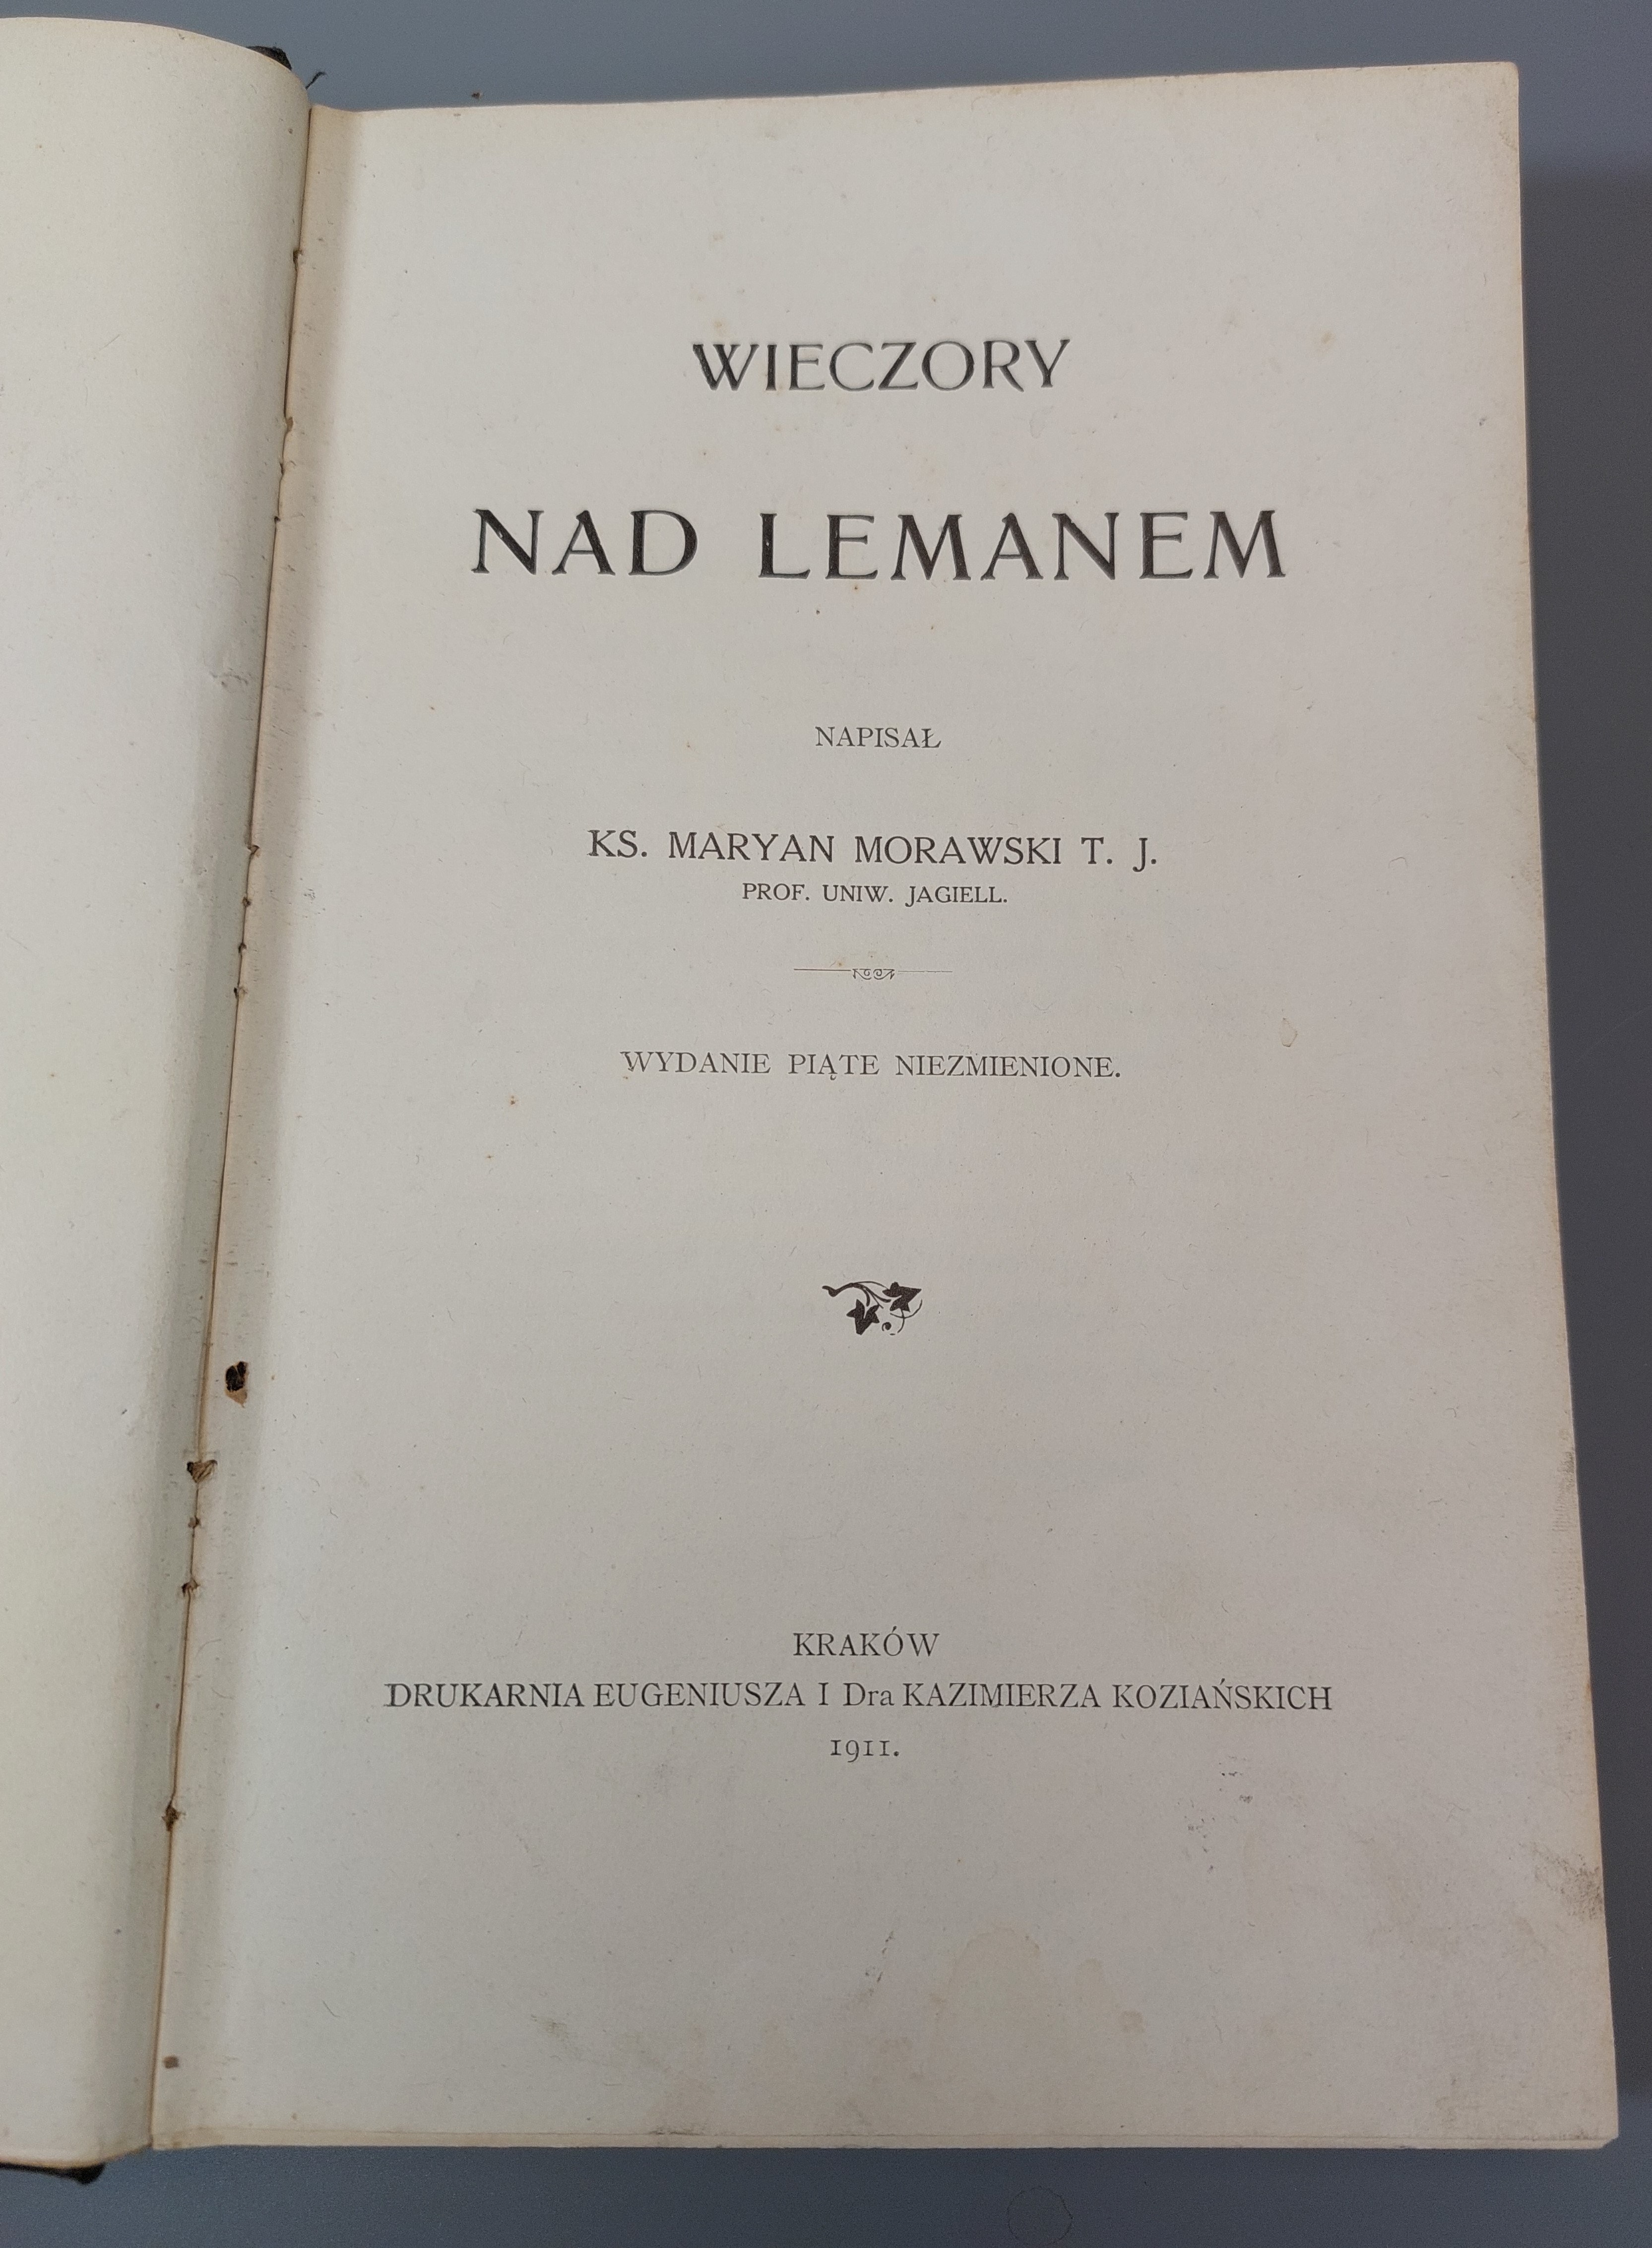 WIECZORY
NAD LEMANEM
NAPISAŁ
KS. MARYAN MORAWSKI T. J.
PROF. UNIW. JAGIELL.
WYDANIE PIĄTE NIEZMIENIONE.
KRAKÓW
DRUKARNIA EUGENIUSZA I Dra KAZIMIERZA KOZIAŃSKICH
1911.